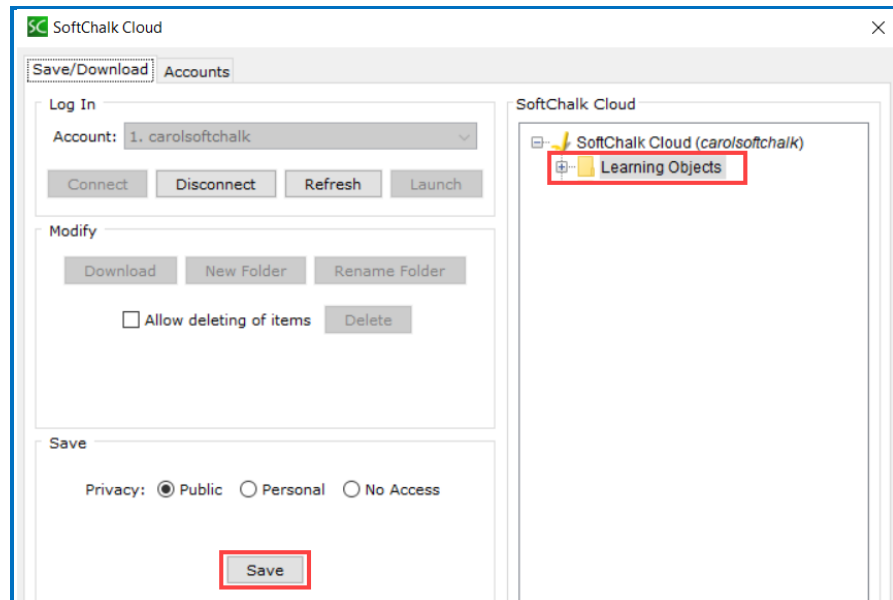 SC SoftChalk Cloud
Save/Download Accounts
Log In
Account: 1. carolsoftchalk
Connect Disconnect Refresh Launch
Modify
Download New Folder Rename Folder
Allow deleting of items Delete
Save
Privacy: Public Personal No Access
Save
SoftChalk Cloud
SoftChalk Cloud (carolsoftchalk)
Learning Objects